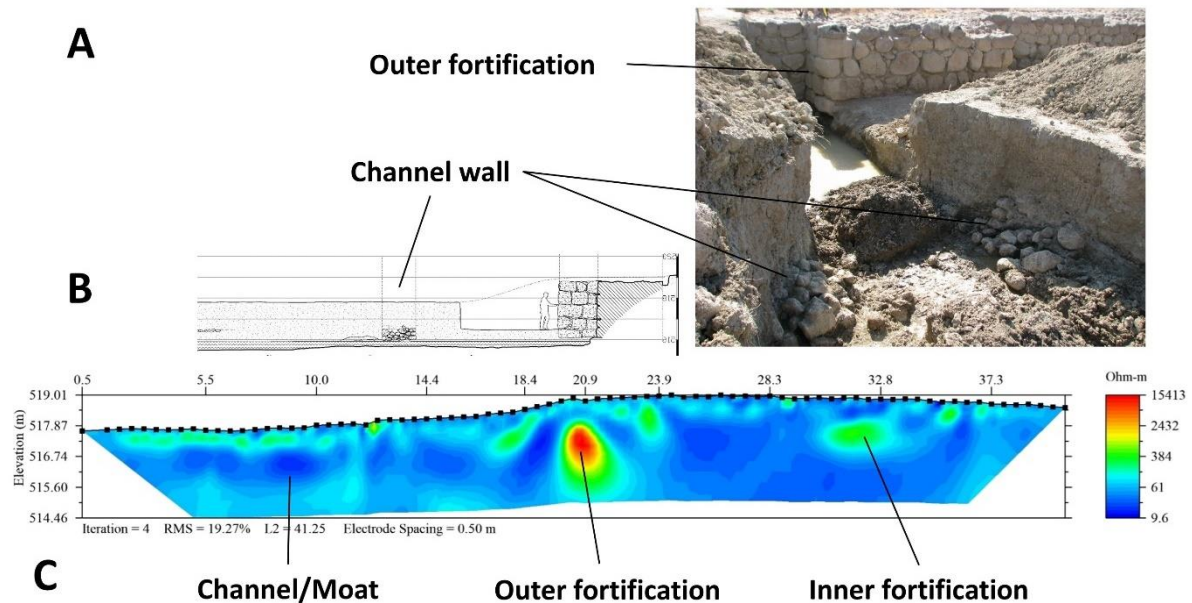 A
Outer fortification
Channel wall
B
0.5 5.5 10.0 14.4 18.4 20.9 23.9 28.3 32.8 37.3 Ohm-m
519.01
517.87
516.74
515.60
514.46
Elevation (m)
15413
2432
384
61
9.6
Iteration = 4 RMS = 19.27% L2 = 41.25 Electrode Spacing = 0.50 m
C
Channel/Moat Outer fortification Inner fortification